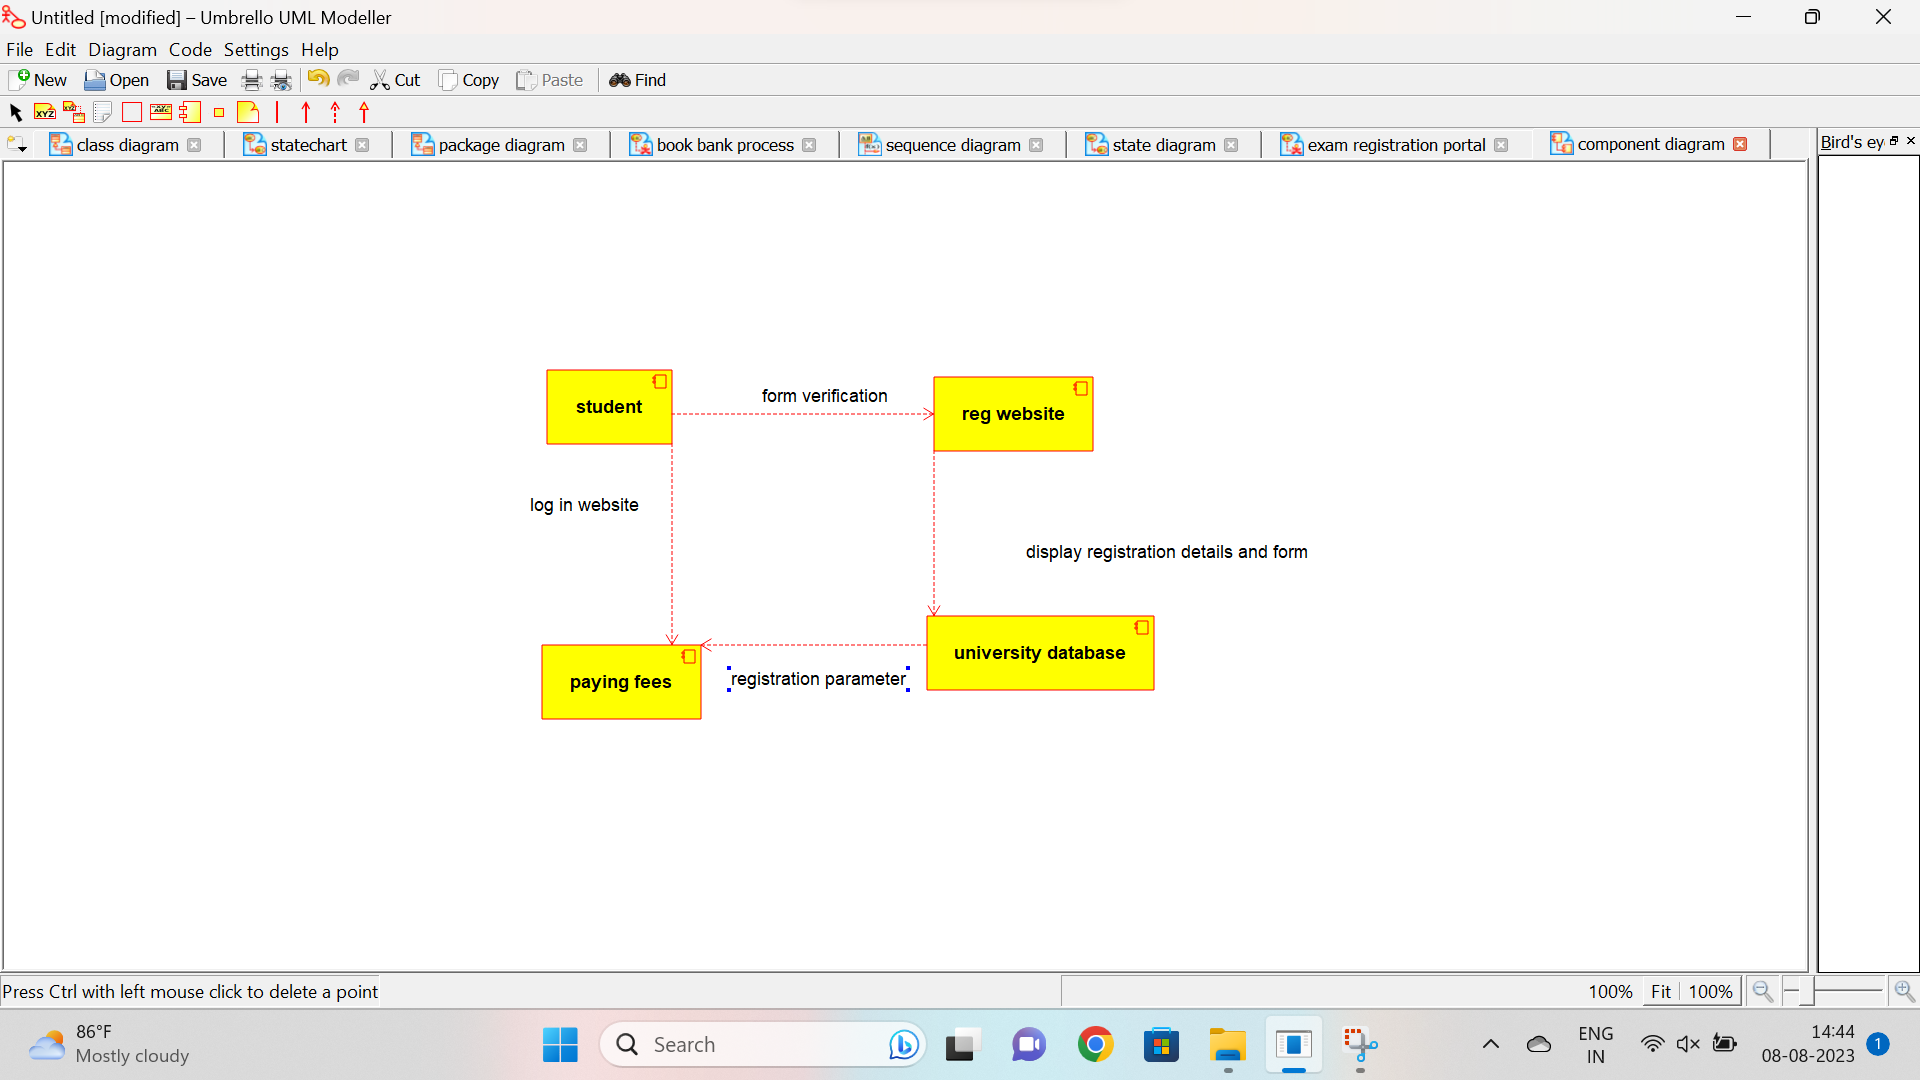 Untitled [modified] – Umbrello UML Modeller
File Edit Diagram Code Settings Help
New Open Save Cut Copy Paste Find
XYZ
class diagram statechart package diagram book bank process sequence diagram state diagram exam registration portal component diagram Bird's ey
student
form verification
reg website
log in website
display registration details and form
university database
paying fees
registration parameter
Press Ctrl with left mouse click to delete a point
100% Fit 100%
86°F
Mostly cloudy
Search
ENG
IN
14:44
08-08-2023
1